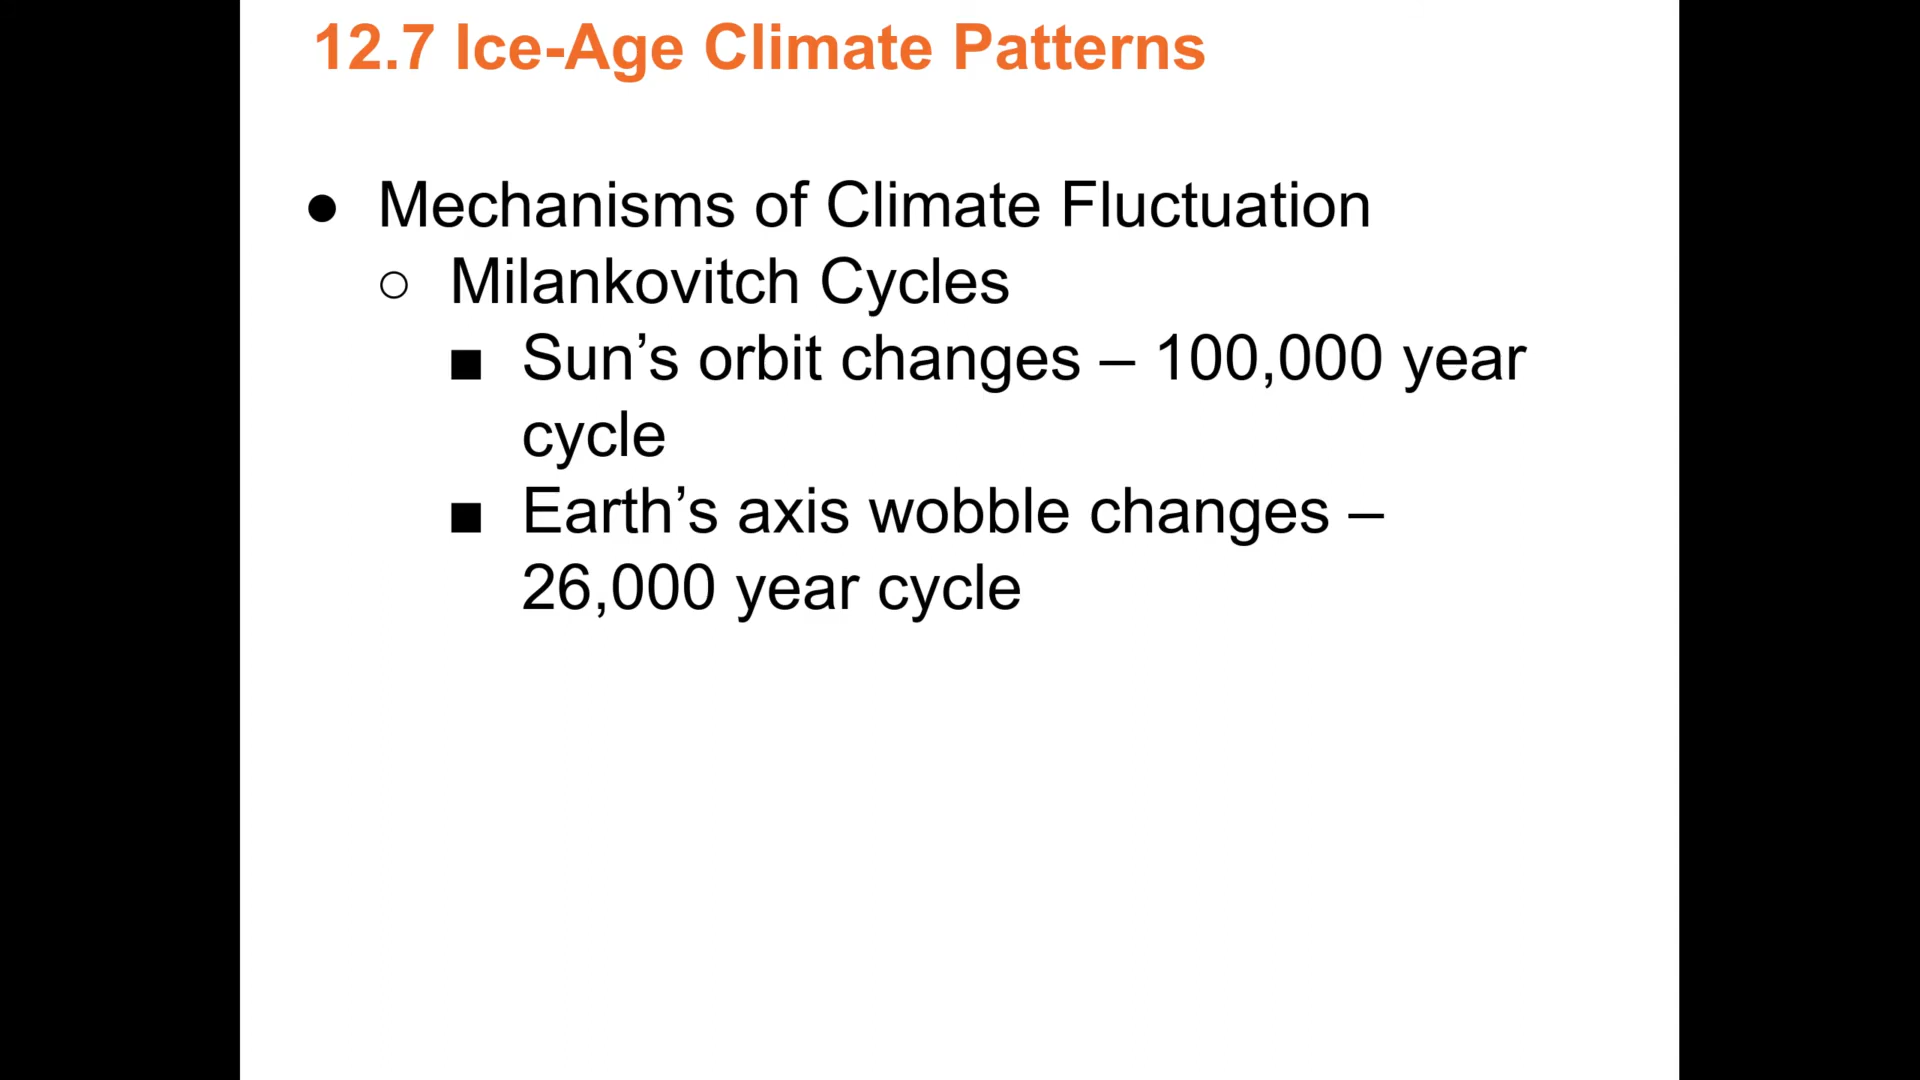 12.7 Ice-Age Climate Patterns
● Mechanisms of Climate Fluctuation
○ Milankovitch Cycles
■ Sun’s orbit changes – 100,000 year
cycle
■ Earth’s axis wobble changes –
26,000 year cycle